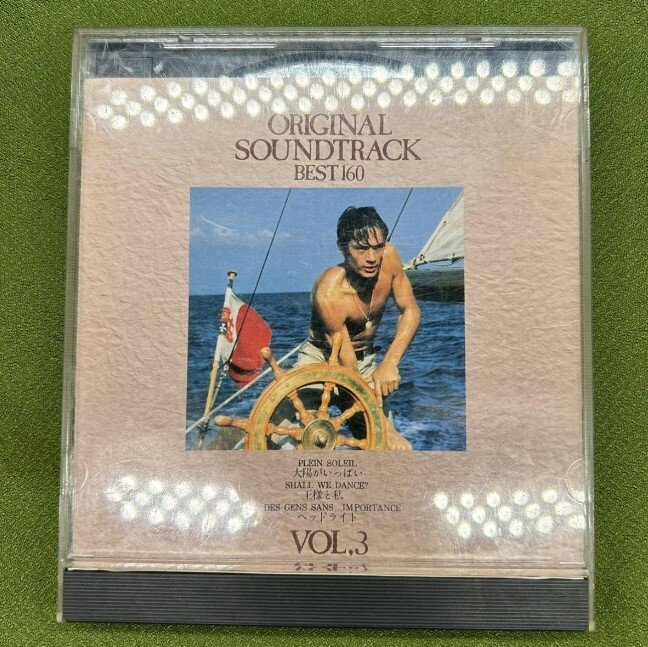 ORIGINAL
SOUNDTRACK
BEST 160
PLEIN SOLEIL
太陽がいっぱい
SHALL WE DANCE?
王様と私
DES GENS SANS IMPORTANCE
ヘッドライト
VOL,3